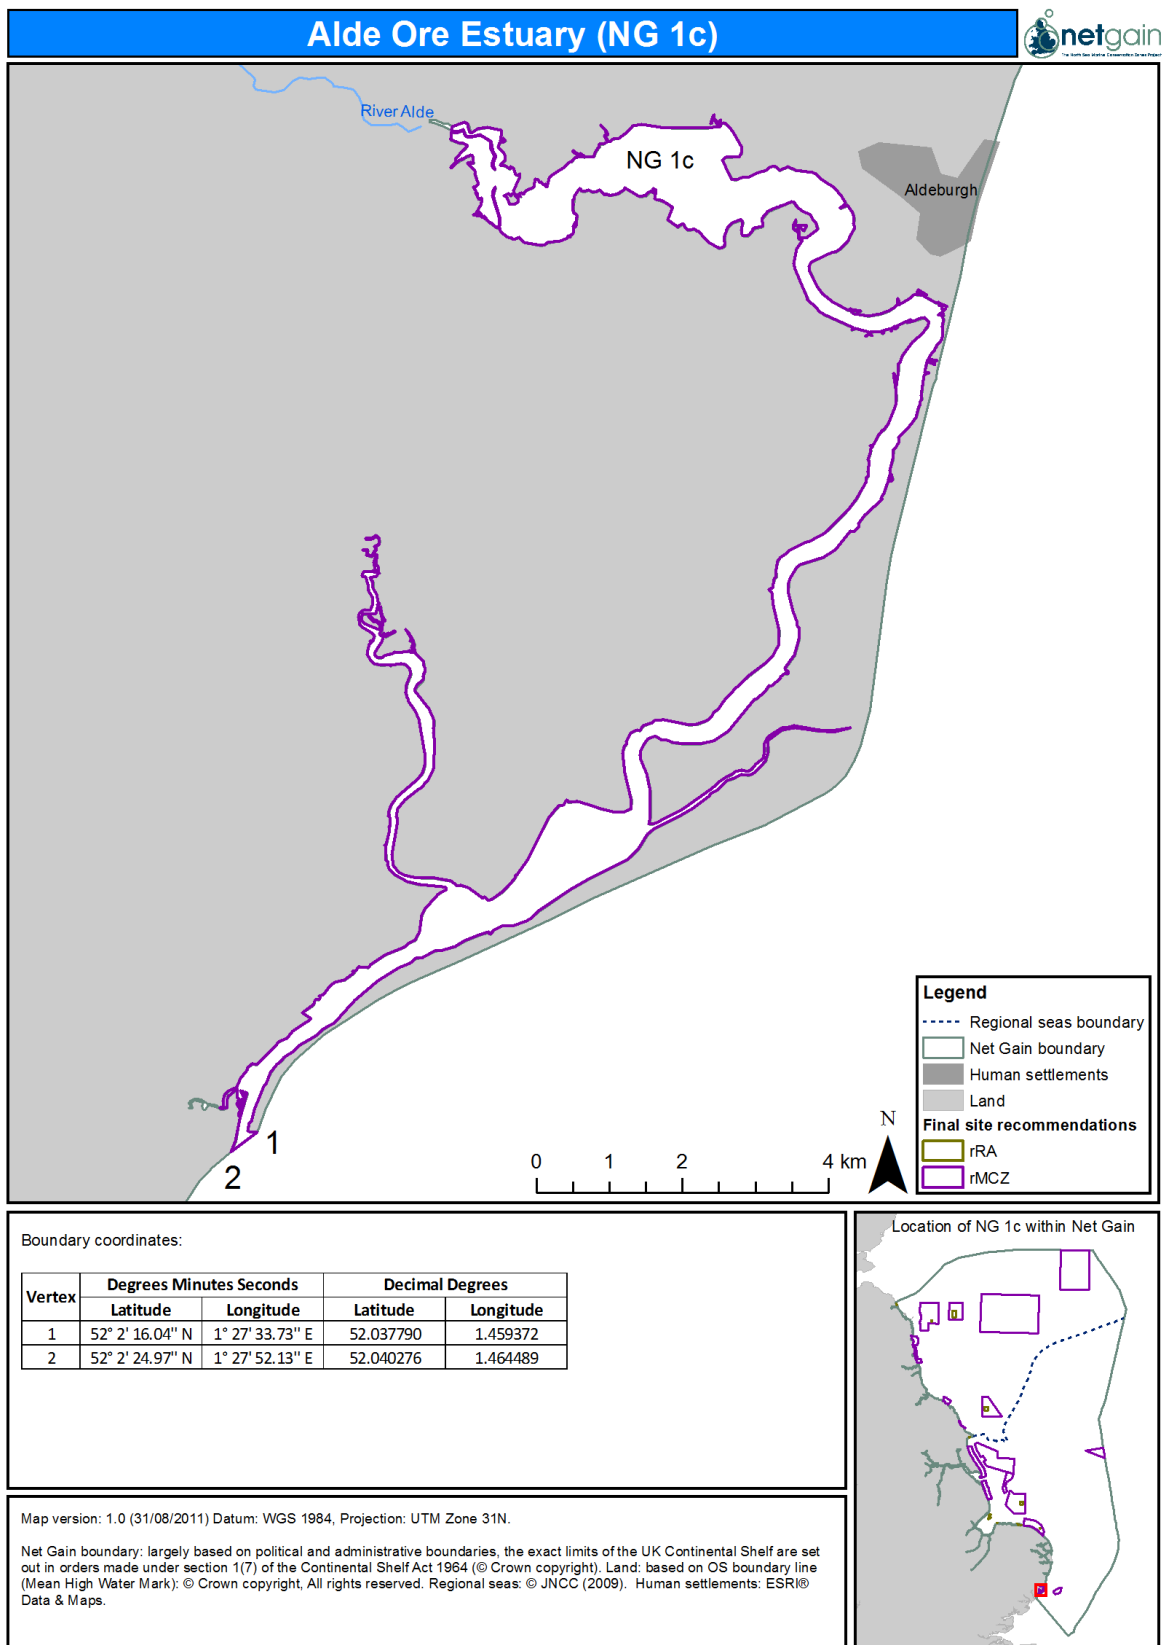 Alde Ore Estuary (NG 1c)
netgain
The North Sea Marine Conservation Zones Project
River Alde
NG 1c
Aldeburgh
1
2
0 1 2 4 km
N
Legend
Regional seas boundary
Net Gain boundary
Human settlements
Land
Final site recommendations
rRA
rMCZ
Boundary coordinates:
Vertex Degrees Minutes Seconds Decimal Degrees
Latitude Longitude Latitude Longitude
1 52° 2' 16.04'' N 1° 27' 33.73'' E 52.037790 1.459372
2 52° 2' 24.97'' N 1° 27' 52.13'' E 52.040276 1.464489
Location of NG 1c within Net Gain
Map version: 1.0 (31/08/2011) Datum: WGS 1984, Projection: UTM Zone 31N.
Net Gain boundary: largely based on political and administrative boundaries, the exact limits of the UK Continental Shelf are set
out in orders made under section 1(7) of the Continental Shelf Act 1964 (© Crown copyright). Land: based on OS boundary line
(Mean High Water Mark): © Crown copyright, All rights reserved. Regional seas: © JNCC (2009). Human settlements: ESRI®
Data & Maps.